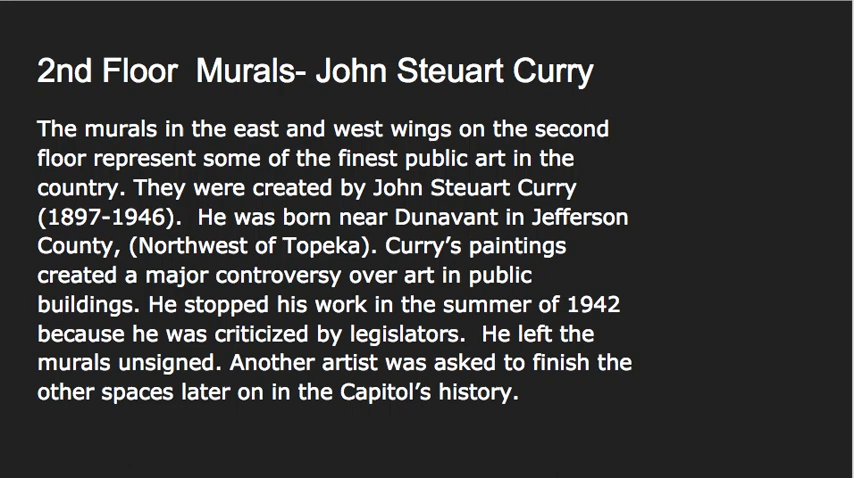 2nd Floor  Murals- John Steuart Curry
The murals in the east and west wings on the second
floor represent some of the finest public art in the
country. They were created by John Steuart Curry
(1897-1946).  He was born near Dunavant in Jefferson
County, (Northwest of Topeka). Curry’s paintings
created a major controversy over art in public
buildings. He stopped his work in the summer of 1942
because he was criticized by legislators.  He left the
murals unsigned. Another artist was asked to finish the
other spaces later on in the Capitol’s history.